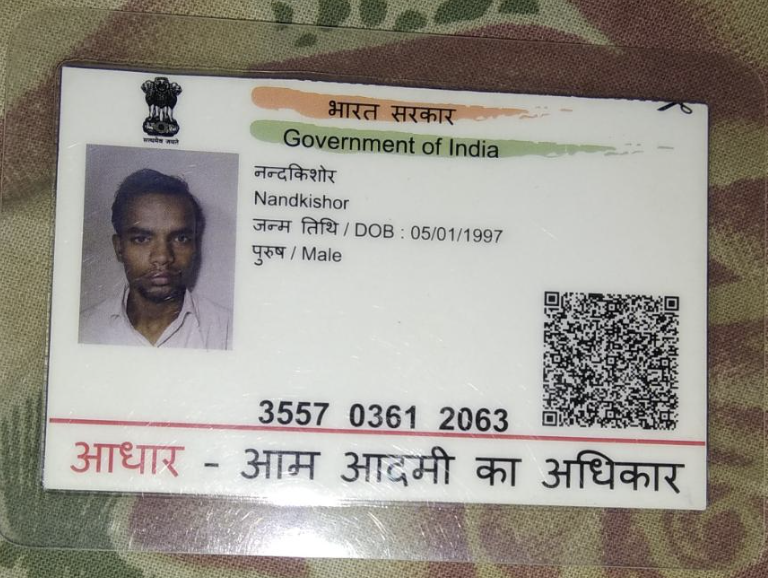 सत्यमेव जयते
भारत सरकार
Government of India
नन्दकिशोर
Nandkishor
जन्म तिथि / DOB : 05/01/1997
पुरुष / Male
3557 0361 2063
आधार - आम आदमी का अधिकार